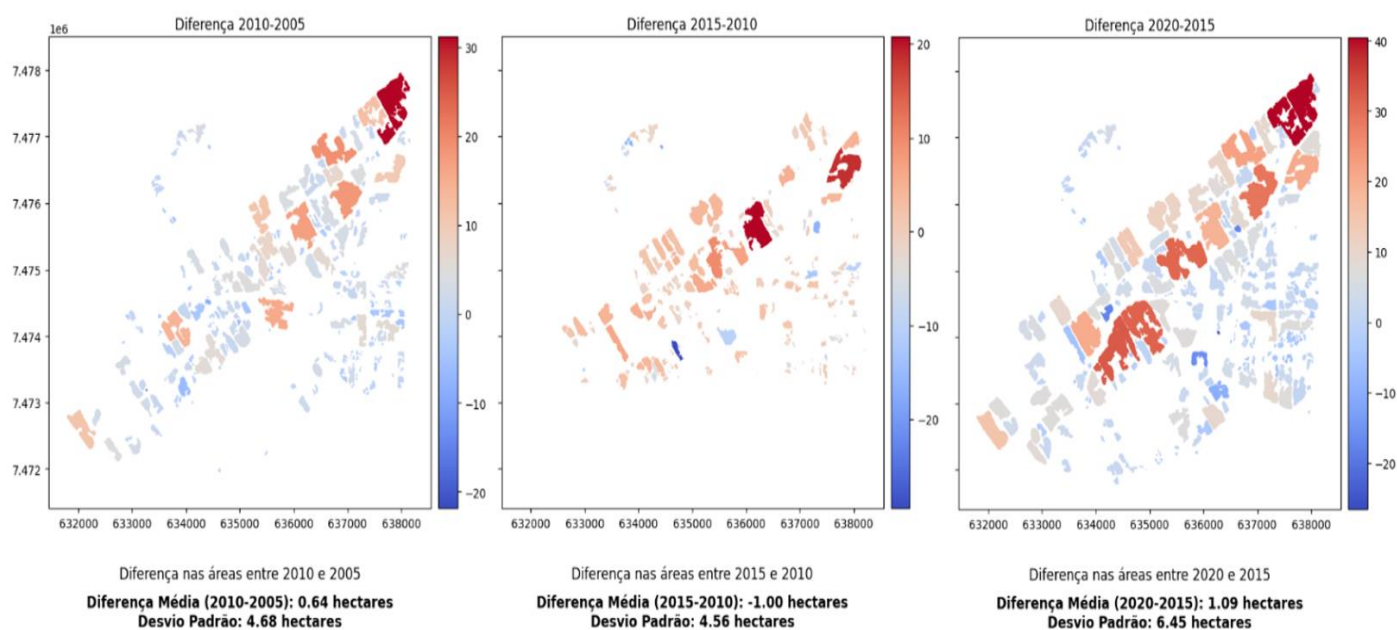 Diferença 2010-2005
1e6
7.478
7.477
7.476
7.475
7.474
7.473
7.472
632000 633000 634000 635000 636000 637000 638000
30
20
10
0
−10
−20
Diferença nas áreas entre 2010 e 2005
Diferença Média (2010-2005): 0.64 hectares
Desvio Padrão: 4.68 hectares
Diferença 2015-2010
632000 633000 634000 635000 636000 637000 638000
20
10
0
−10
−20
Diferença nas áreas entre 2015 e 2010
Diferença Média (2015-2010): -1.00 hectares
Desvio Padrão: 4.56 hectares
Diferença 2020-2015
632000 633000 634000 635000 636000 637000 638000
40
30
20
10
0
−10
−20
Diferença nas áreas entre 2020 e 2015
Diferença Média (2020-2015): 1.09 hectares
Desvio Padrão: 6.45 hectares